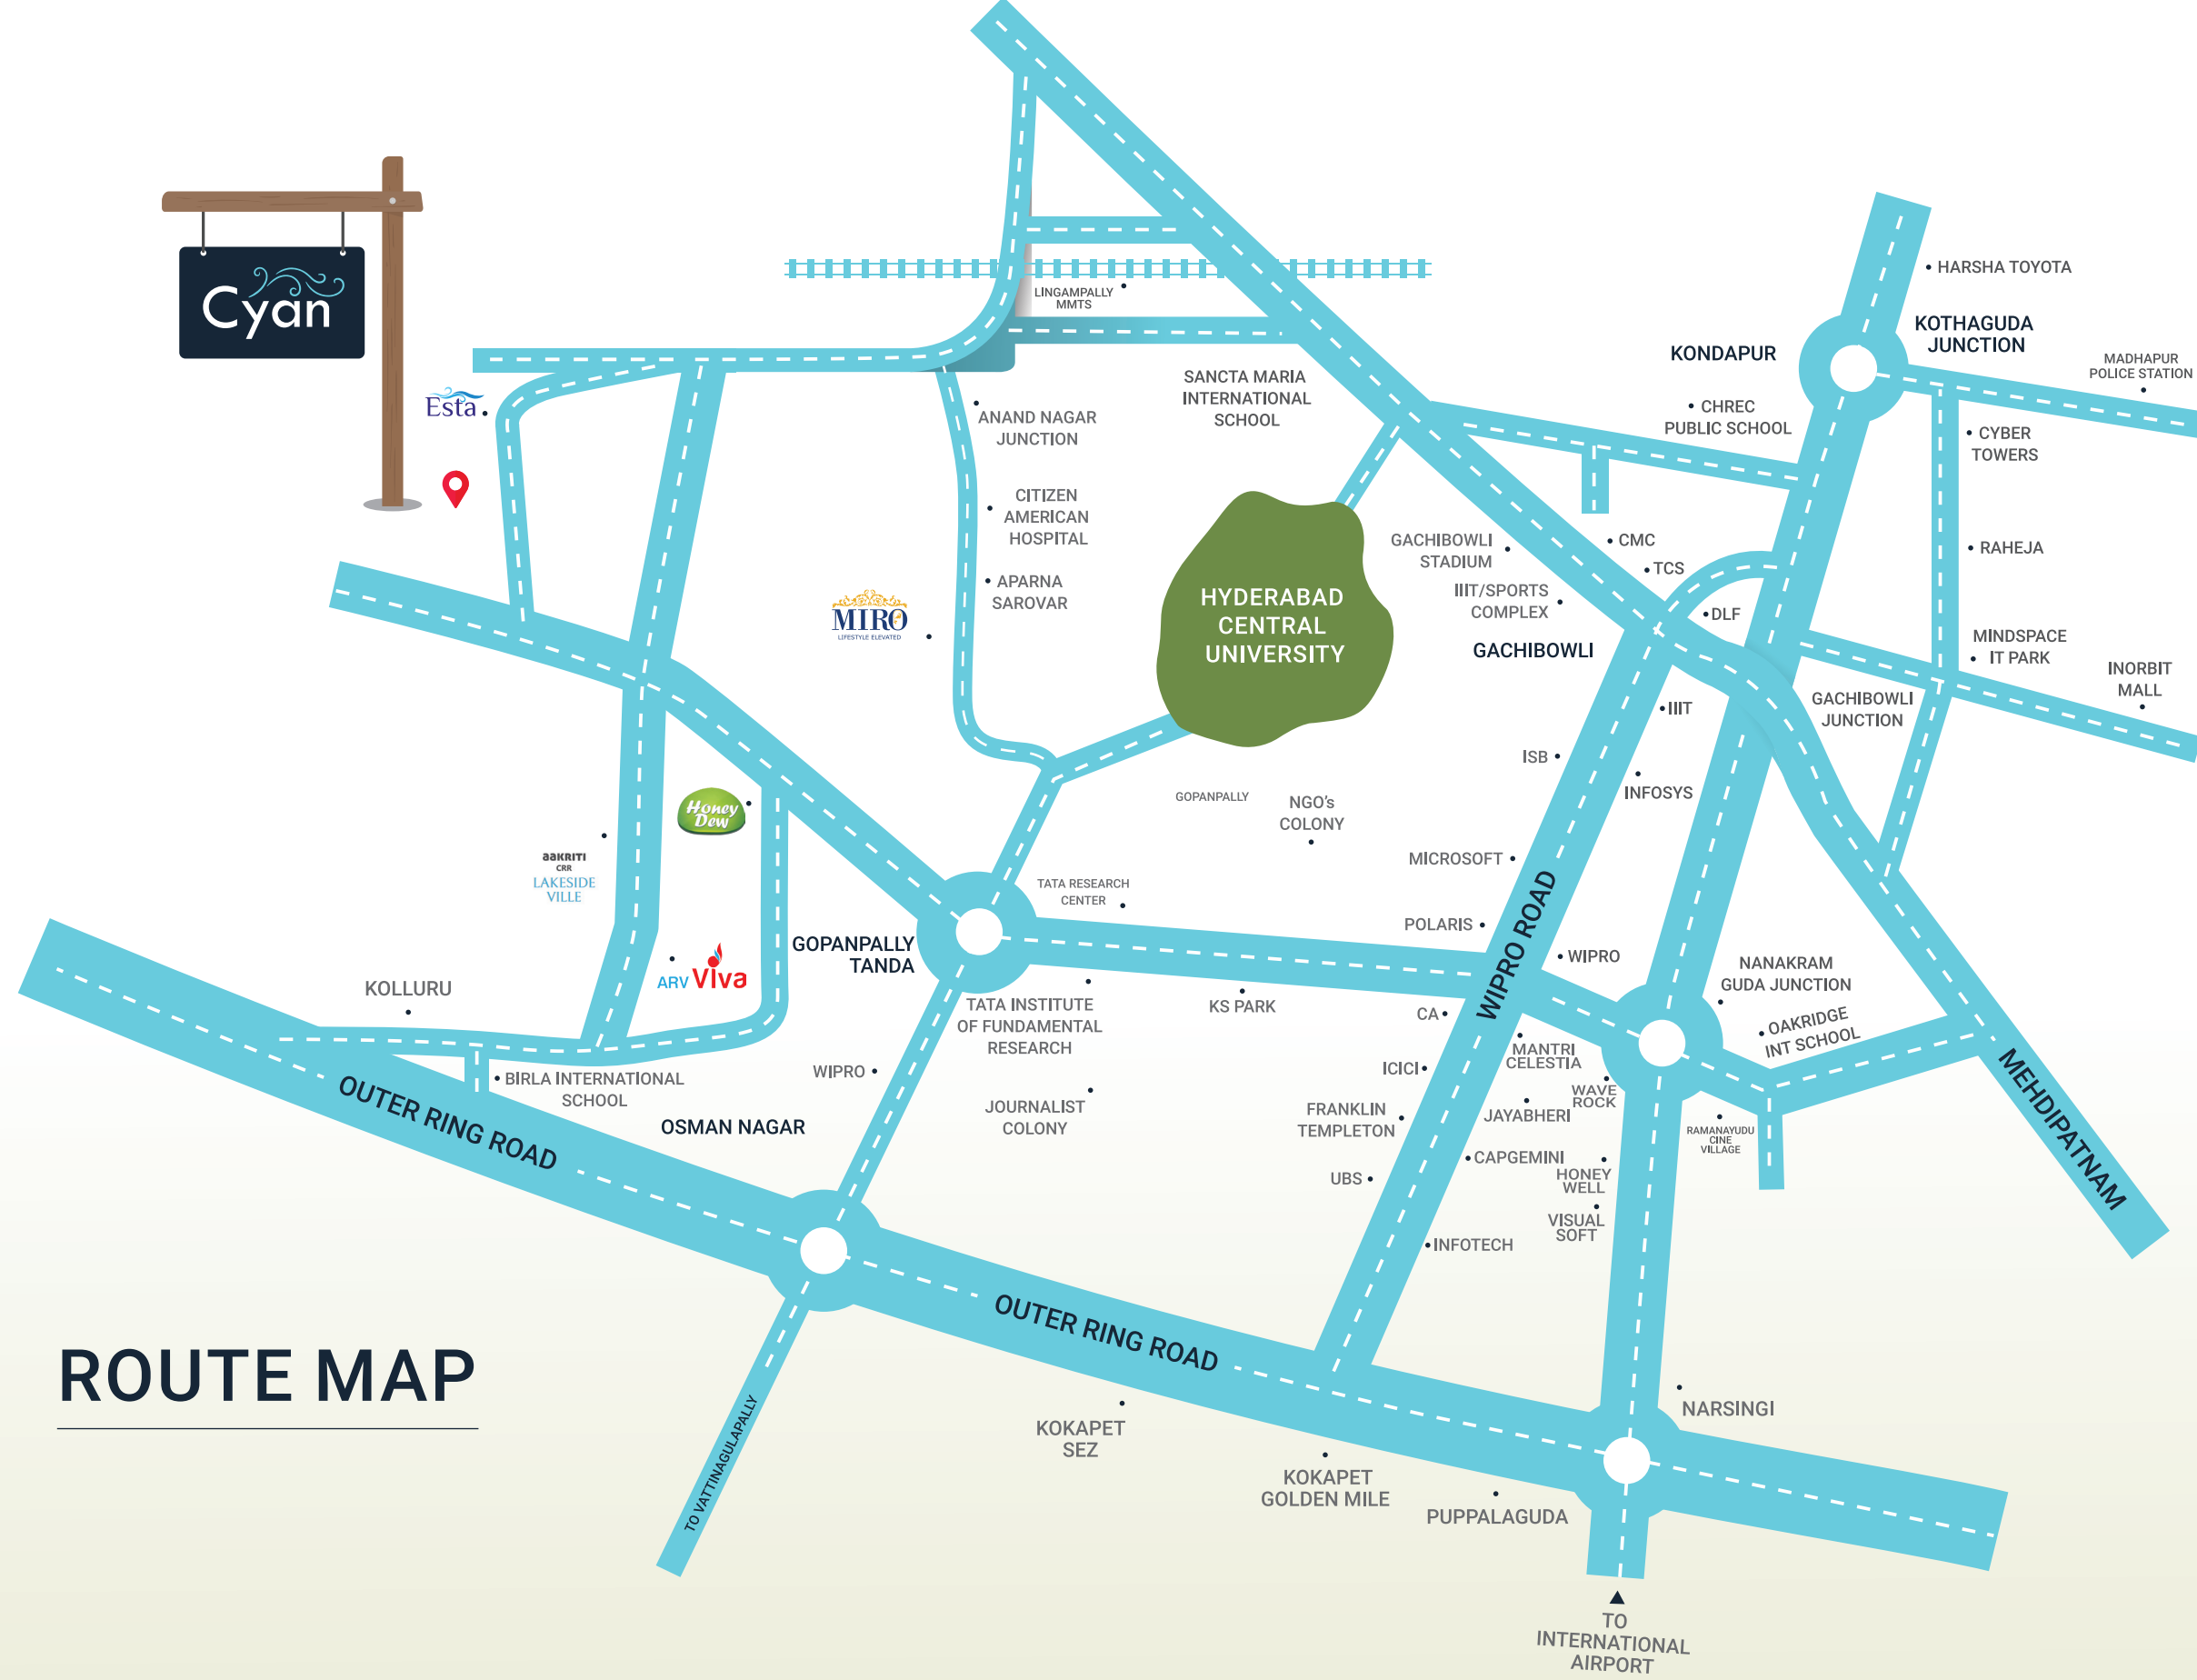 Cyan
Esta
LINGAMPALLY
MMTS
HARSHA TOYOTA
KOTHAGUDA
JUNCTION
KONDAPUR
MADHAPUR
POLICE STATION
SANCTA MARIA
INTERNATIONAL
SCHOOL
ANAND NAGAR
JUNCTION
CHREC
PUBLIC SCHOOL
CYBER
TOWERS
CITIZEN
AMERICAN
HOSPITAL
GACHIBOWLI
STADIUM
CMC
RAHEJA
TCS
APARNA
SAROVAR
MIRO
LIFESTYLE ELEVATED
HYDERABAD
CENTRAL
UNIVERSITY
IIIT/SPORTS
COMPLEX
DLF
GACHIBOWLI
MINDSPACE
IT PARK
INORBIT
MALL
IIIT
GACHIBOWLI
JUNCTION
ISB
INFOSYS
GOPANPALLY
NGO's
COLONY
Honey
Dew
aaKRITI
CRR
LAKESIDE
VILLE
MICROSOFT
TATA RESEARCH
CENTER
POLARIS
WIPRO ROAD
WIPRO
GOPANPALLY
TANDA
ARV Viva
KOLLURU
TATA INSTITUTE
OF FUNDAMENTAL
RESEARCH
KS PARK
CA
NANAKRAM
GUDA JUNCTION
OAKRIDGE
INT SCHOOL
MANTRI
CELESTIA
ICICI
WAVE
ROCK
MEHDIPATNAM
BIRLA INTERNATIONAL
SCHOOL
WIPRO
OUTER RING ROAD
OSMAN NAGAR
JOURNALIST
COLONY
FRANKLIN
TEMPLETON
JAYABHERI
RAMANAYUDU
CINE
VILLAGE
CAPGEMINI
UBS
HONEY
WELL
VISUAL
SOFT
INFOTECH
OUTER RING ROAD
ROUTE MAP
TO VATTINAGULAPALLY
KOKAPET
SEZ
NARSINGI
KOKAPET
GOLDEN MILE
PUPPALAGUDA
TO
INTERNATIONAL
AIRPORT